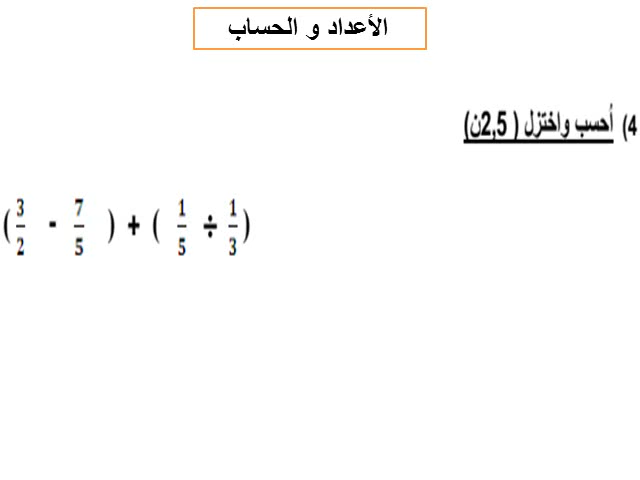 الأعداد و الحساب
4) أحسب واختزل ( 2,5ن)
(3/2 - 7/5) + (1/5 ÷ 1/3)